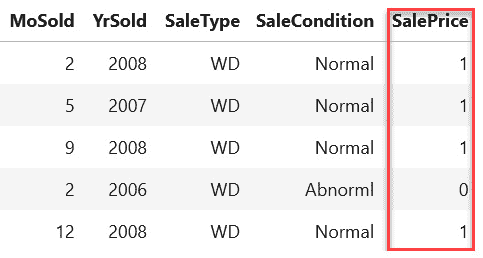 MoSold YrSold SaleType SaleCondition SalePrice
2 2008 WD Normal 1
5 2007 WD Normal 1
9 2008 WD Normal 1
2 2006 WD Abnorml 0
12 2008 WD Normal 1